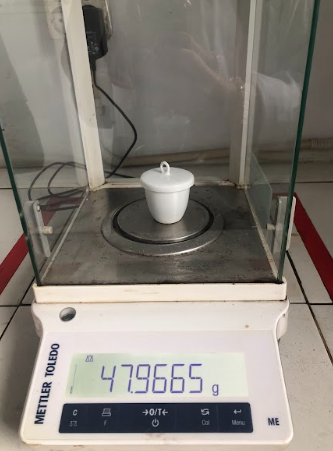 METTLER TOLEDO
47.9665 g
C
F
→0/T←
Cal
Menu
ME